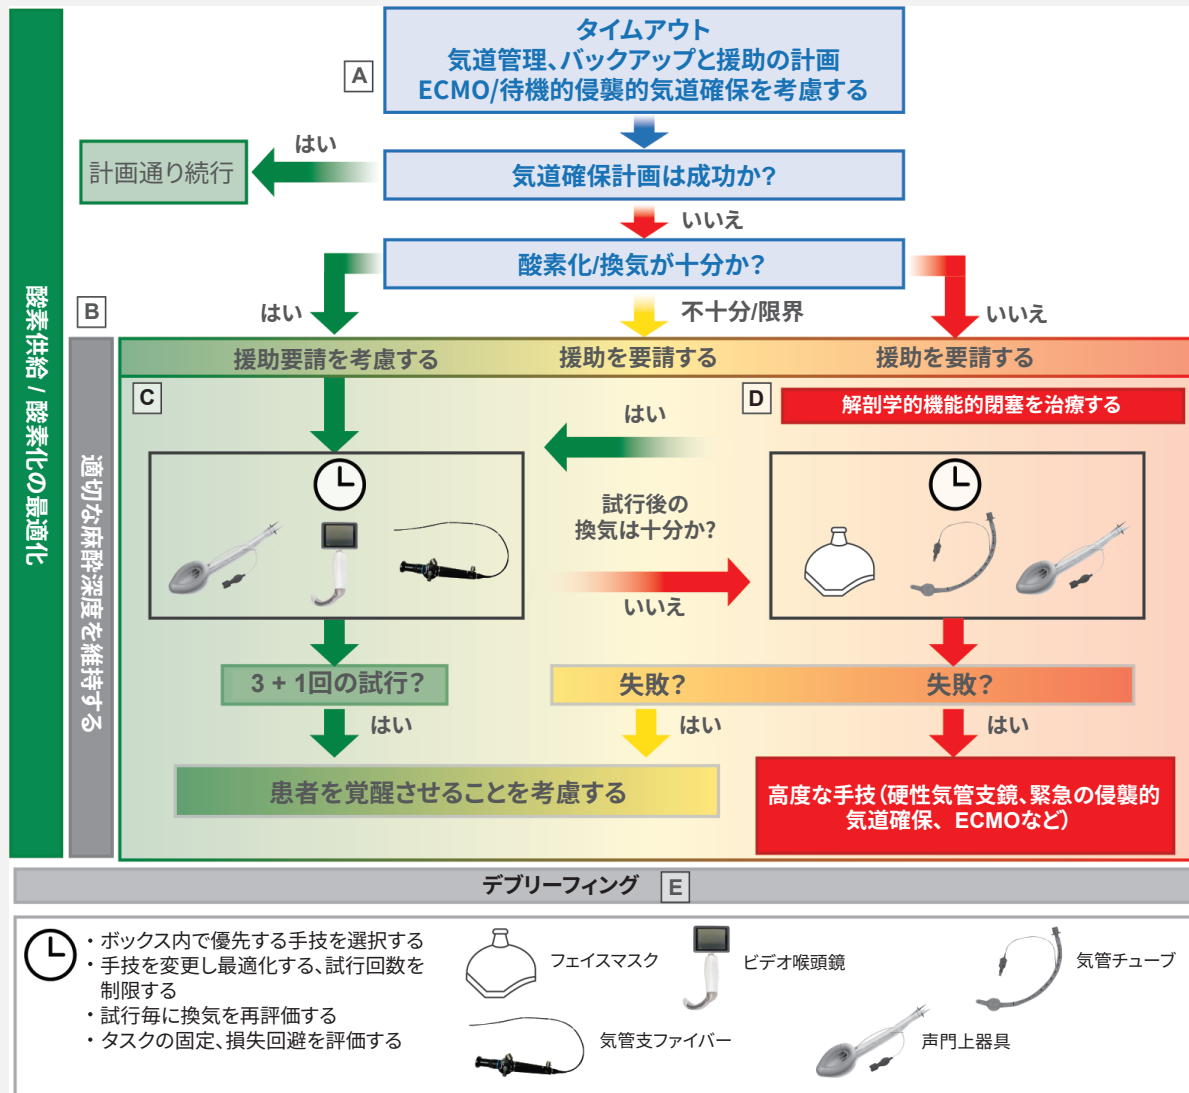 タイムアウト
気道管理、バックアップと援助の計画
ECMO/待機的侵襲的気道確保を考慮する
A
はい
計画通り続行
気道確保計画は成功か?
いいえ
酸素化/換気が十分か?
B
はい
不十分/限界
いいえ
酸素供給 / 酸素化の最適化
適切な麻酔深度を維持する
援助要請を考慮する
援助を要請する
援助を要請する
C
はい
D
解剖学的機能的閉塞を治療する
試行後の
換気は十分か?
いいえ
3 + 1回の試行?
失敗?
失敗?
はい
はい
はい
患者を覚醒させることを考慮する
高度な手技(硬性気管支鏡、緊急の侵襲的
気道確保、ECMOなど)
デブリーフィング
E
・ボックス内で優先する手技を選択する
・手技を変更し最適化する、試行回数を
制限する
・試行毎に換気を再評価する
・タスクの固定、損失回避を評価する
フェイスマスク
ビデオ喉頭鏡
気管チューブ
気管支ファイバー
声門上器具